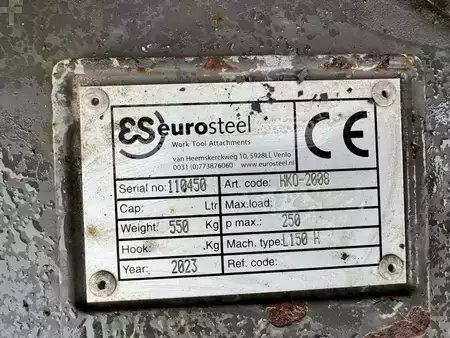 ES eurosteel
Work Tool Attachments
van Heemskerckweg 10, 5928LL Venlo
0031 (0)773876060 www.eurosteel.nl
CE
Serial no: 110450 Art. code: HKO-2008
Cap: Ltr Max.load:
Weight: 550 Kg p max.: 250
Hook: .Kg Mach. type: L150 H
Year: 2023 Ref. code: